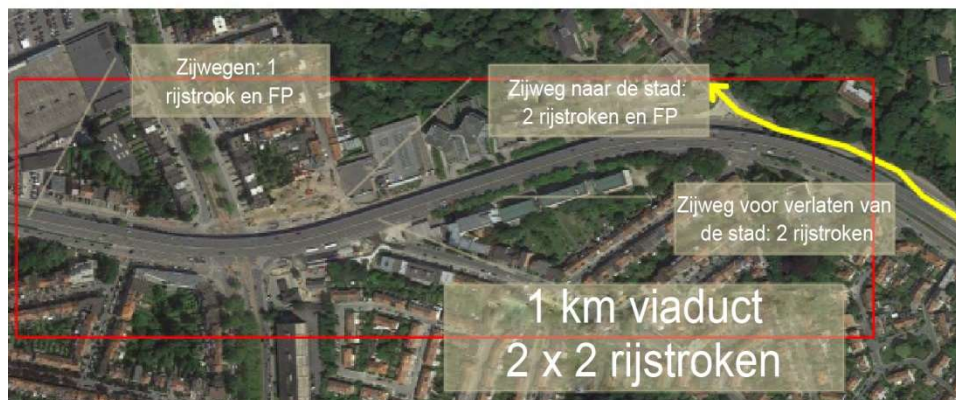 Zijwegen: 1
rijstrook en FP
Zijweg naar de stad:
2 rijstroken en FP
Zijweg voor verlaten van
de stad: 2 rijstroken
1 km viaduct
2 x 2 rijstroken